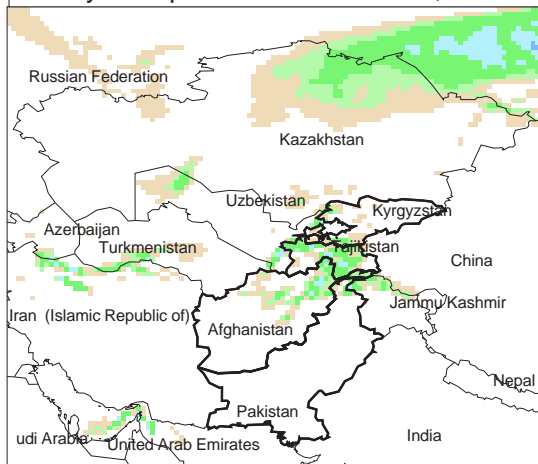 Russian Federation
Kazakhstan
Uzbekistan
Kyrgyzstan
Azerbaijan
Turkmenistan
Tajikistan
China
Iran (Islamic Republic of)
Jammu Kashmir
Afghanistan
Nepal
Pakistan
udi Arabia
United Arab Emirates
India